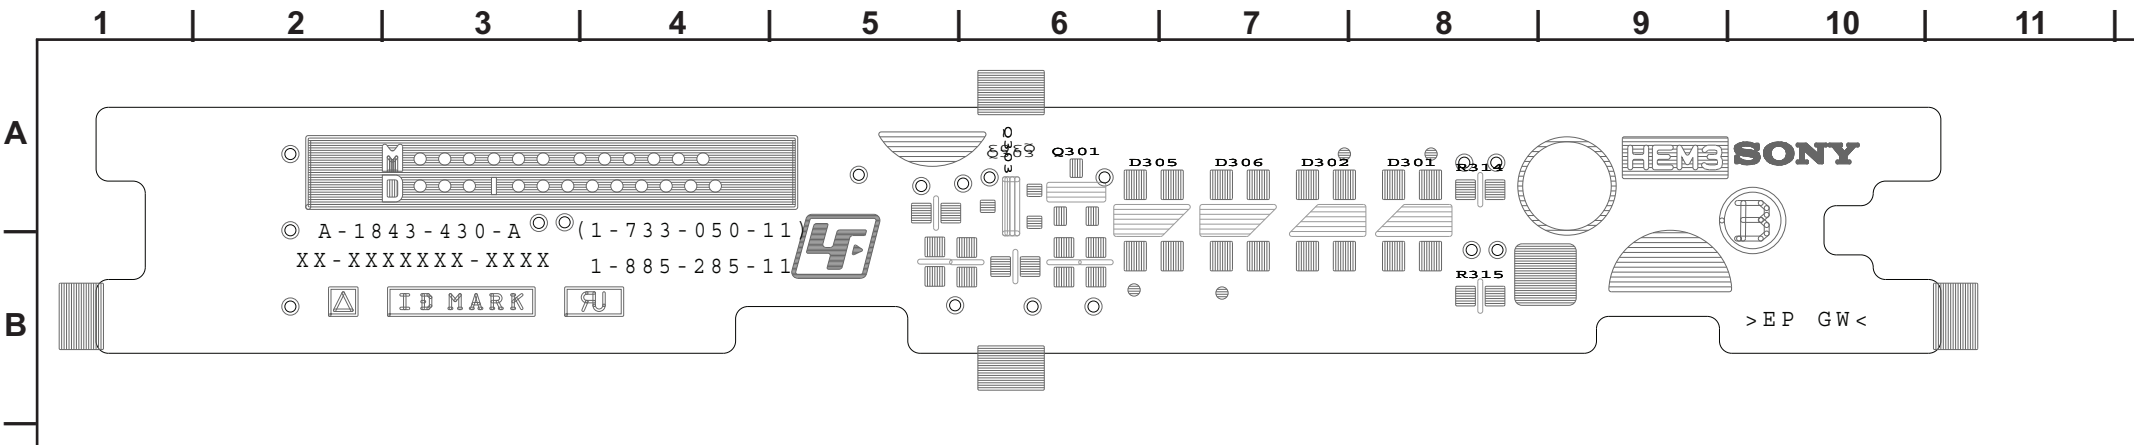 1 2 3 4 5 6 7 8 9 10 11
A
B
M
D
Q301
D305 D306 D302 D301
R314
HEM3 SONY
B
A-1843-430-A (1-733-050-11)
XX-XXXXXXX-XXXX 1-885-285-11
R315
ID MARK
>EP GW<